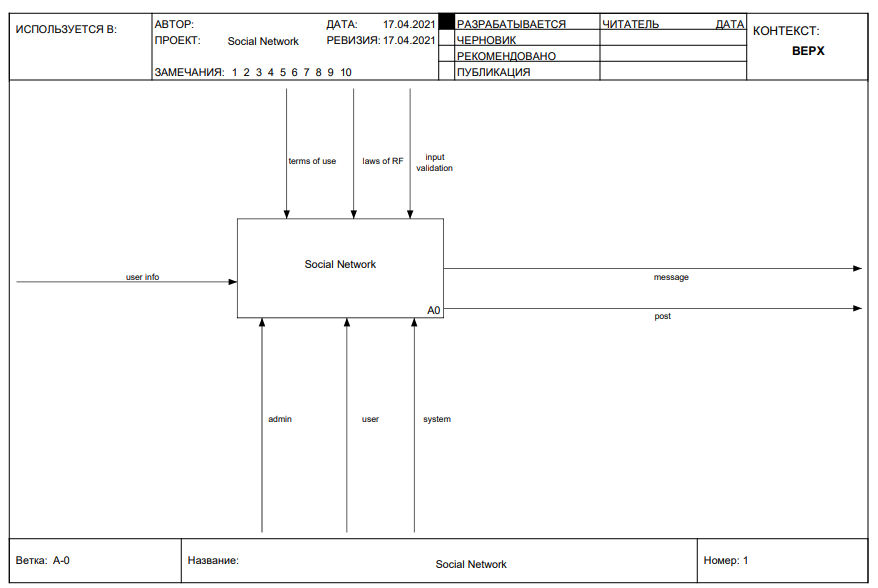 ИСПОЛЬЗУЕТСЯ В:
АВТОР:
ДАТА: 17.04.2021
ПРОЕКТ: Social Network
РЕВИЗИЯ: 17.04.2021
ЗАМЕЧАНИЯ: 1 2 3 4 5 6 7 8 9 10
РАЗРАБАТЫВАЕТСЯ
ЧЕРНОВИК
РЕКОМЕНДОВАНО
ПУБЛИКАЦИЯ
ЧИТАТЕЛЬ ДАТА
КОНТЕКСТ:
ВЕРХ
terms of use
laws of RF
input
validation
Social Network
A0
user info
message
post
admin
user
system
Ветка: A-0
Название:
Social Network
Номер: 1